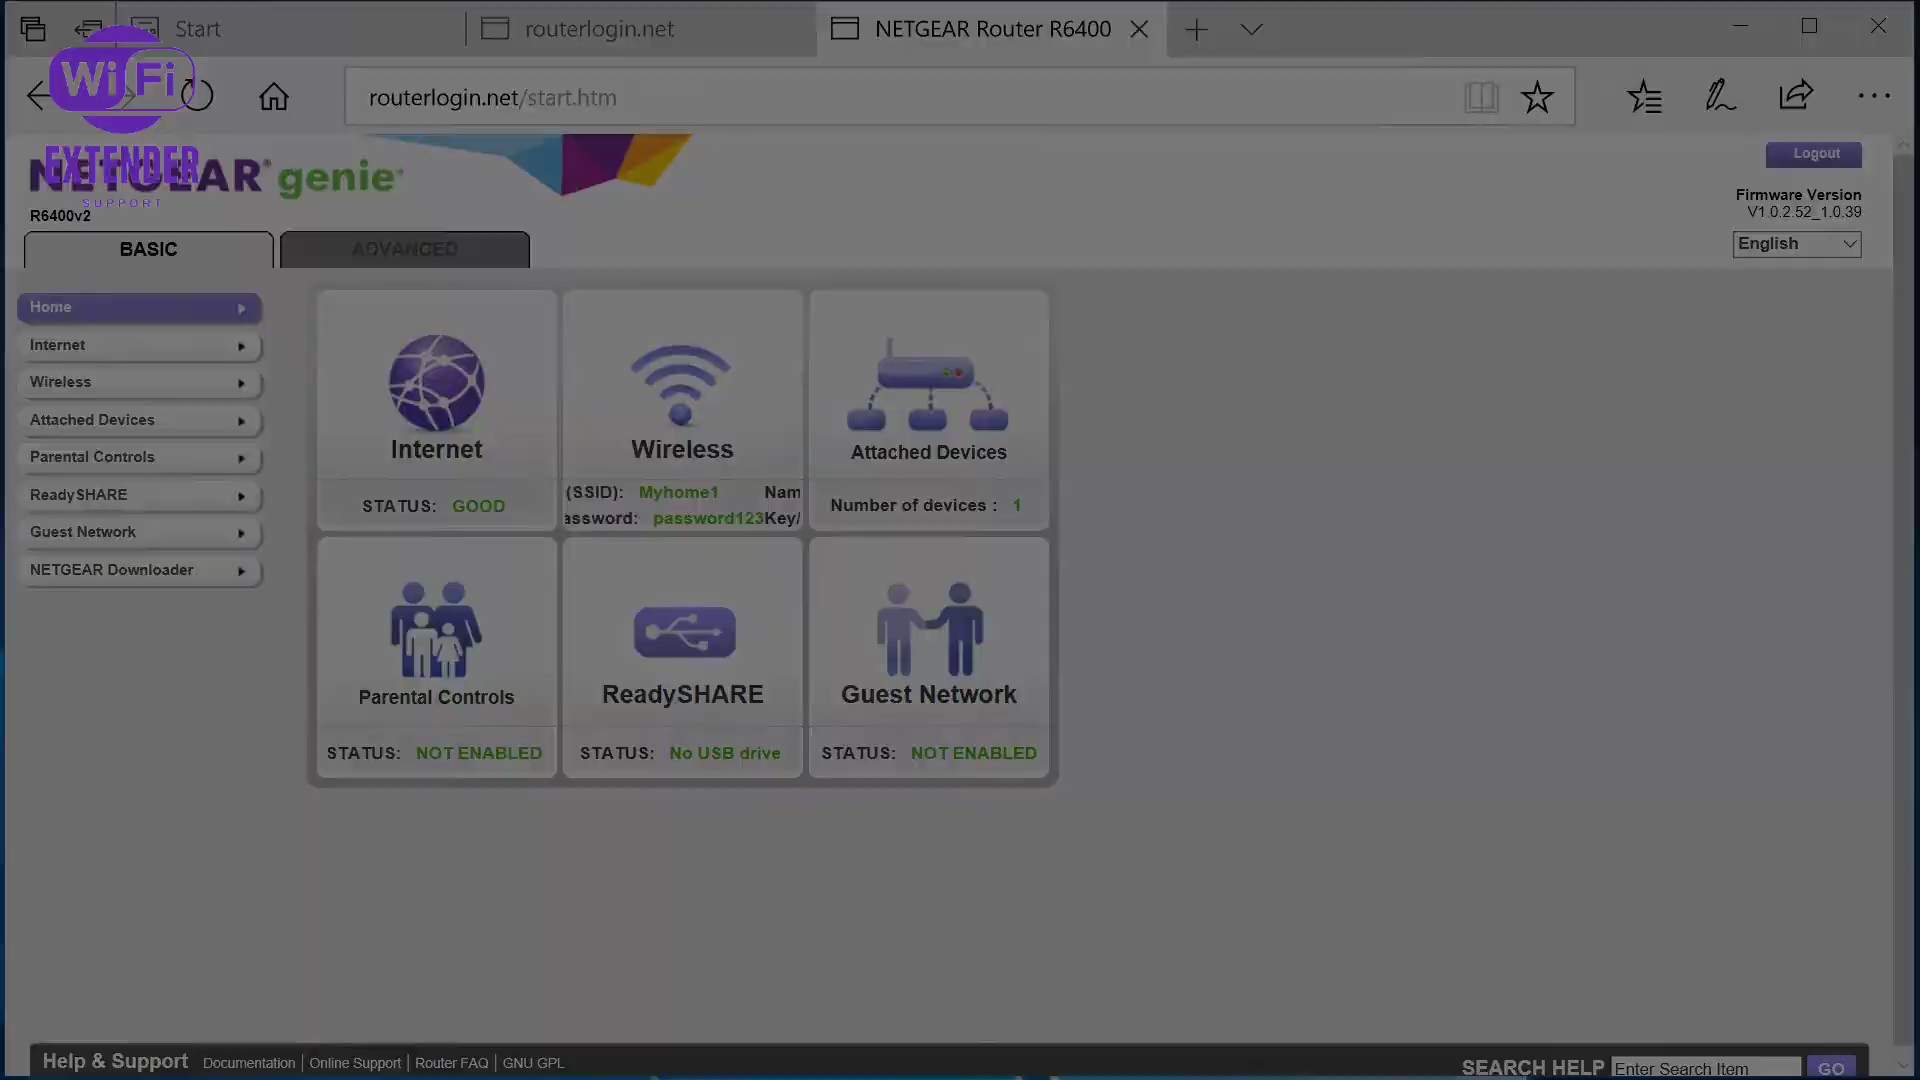 Start
routerlogin.net
NETGEAR Router R6400
routerlogin.net/start.htm
WiFi
EXTENDER
SUPPORT
NETGEAR® genie®
R6400v2
Logout
Firmware Version
V1.0.2.52_1.0.39
English
BASIC
ADVANCED
Home
Internet
Wireless
Attached Devices
Parental Controls
ReadySHARE
Guest Network
NETGEAR Downloader
Internet
STATUS: GOOD
Wireless
(SSID): Myhome1 Nam
assword: password123Key/
Attached Devices
Number of devices : 1
Parental Controls
STATUS: NOT ENABLED
ReadySHARE
STATUS: No USB drive
Guest Network
STATUS: NOT ENABLED
Help & Support Documentation | Online Support | Router FAQ | GNU GPL
SEARCH HELP Enter Search Item GO